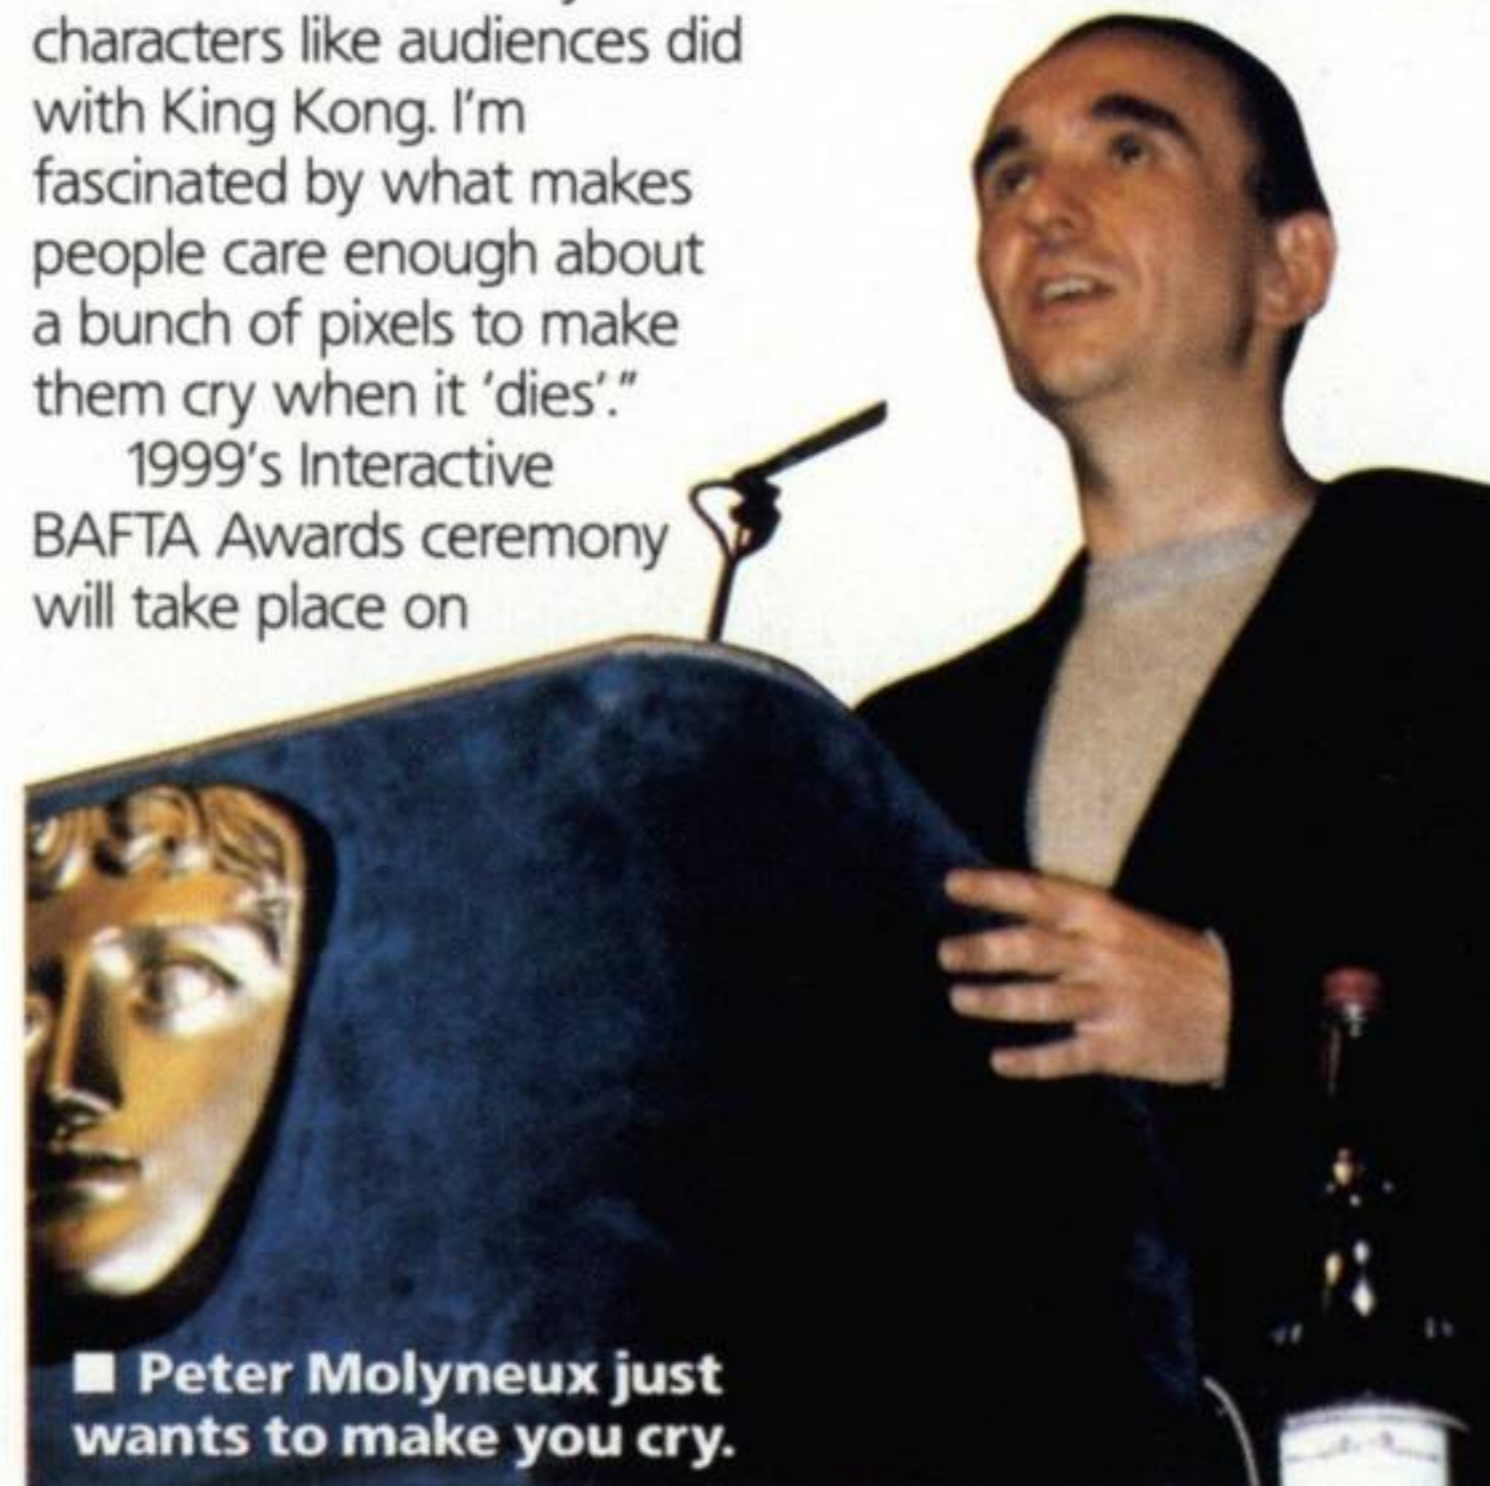 characters like audiences did
with King Kong. I'm
fascinated by what makes
people care enough about
a bunch of pixels to make
them cry when it ‘dies’."
1999's Interactive
BAFTA Awards ceremony
will take place on
■ Peter Molyneux just
wants to make you cry.